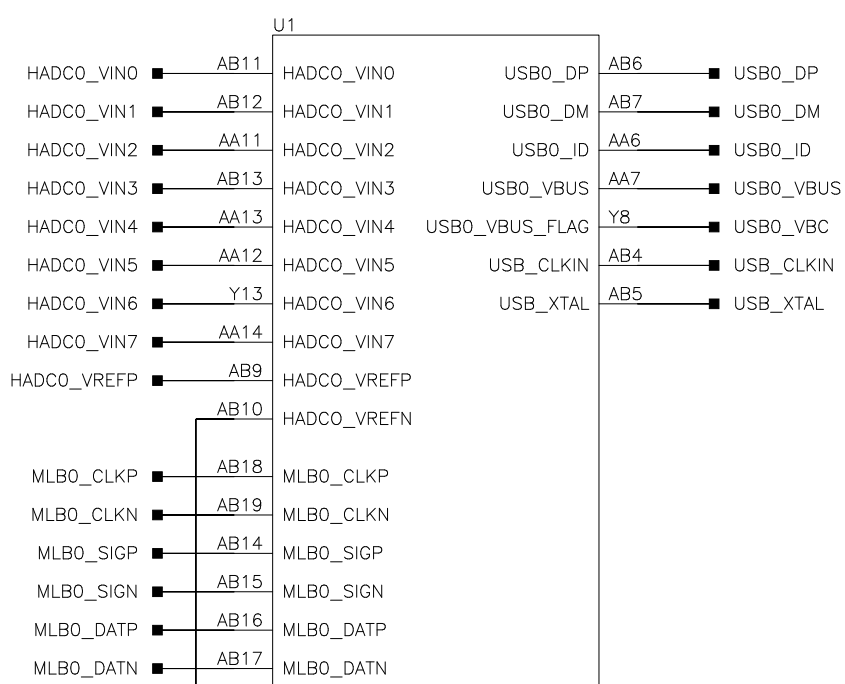 U1
HADC0_VIN0 AB11 HADC0_VIN0 USB0_DP AB6 USB0_DP
HADC0_VIN1 AB12 HADC0_VIN1 USB0_DM AB7 USB0_DM
HADC0_VIN2 AA11 HADC0_VIN2 USB0_ID AA6 USB0_ID
HADC0_VIN3 AB13 HADC0_VIN3 USB0_VBUS AA7 USB0_VBUS
HADC0_VIN4 AA13 HADC0_VIN4 USB0_VBUS_FLAG Y8 USB0_VBC
HADC0_VIN5 AA12 HADC0_VIN5 USB_CLKIN AB4 USB_CLKIN
HADC0_VIN6 Y13 HADC0_VIN6 USB_XTAL AB5 USB_XTAL
HADC0_VIN7 AA14 HADC0_VIN7
HADC0_VREFP AB9 HADC0_VREFP
AB10 HADC0_VREFN
MLB0_CLKP AB18 MLB0_CLKP
MLB0_CLKN AB19 MLB0_CLKN
MLB0_SIGP AB14 MLB0_SIGP
MLB0_SIGN AB15 MLB0_SIGN
MLB0_DATP AB16 MLB0_DATP
MLB0_DATN AB17 MLB0_DATN